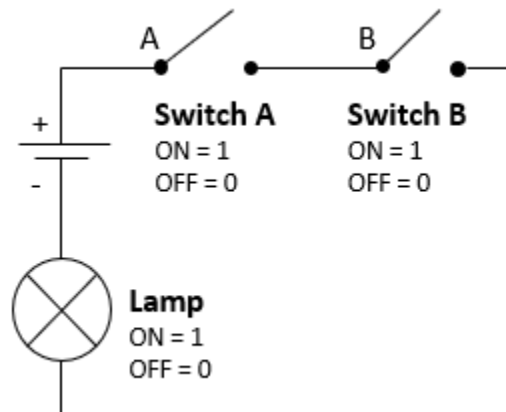 A
B
+
-
Switch A
ON = 1
OFF = 0
Switch B
ON = 1
OFF = 0
Lamp
ON = 1
OFF = 0